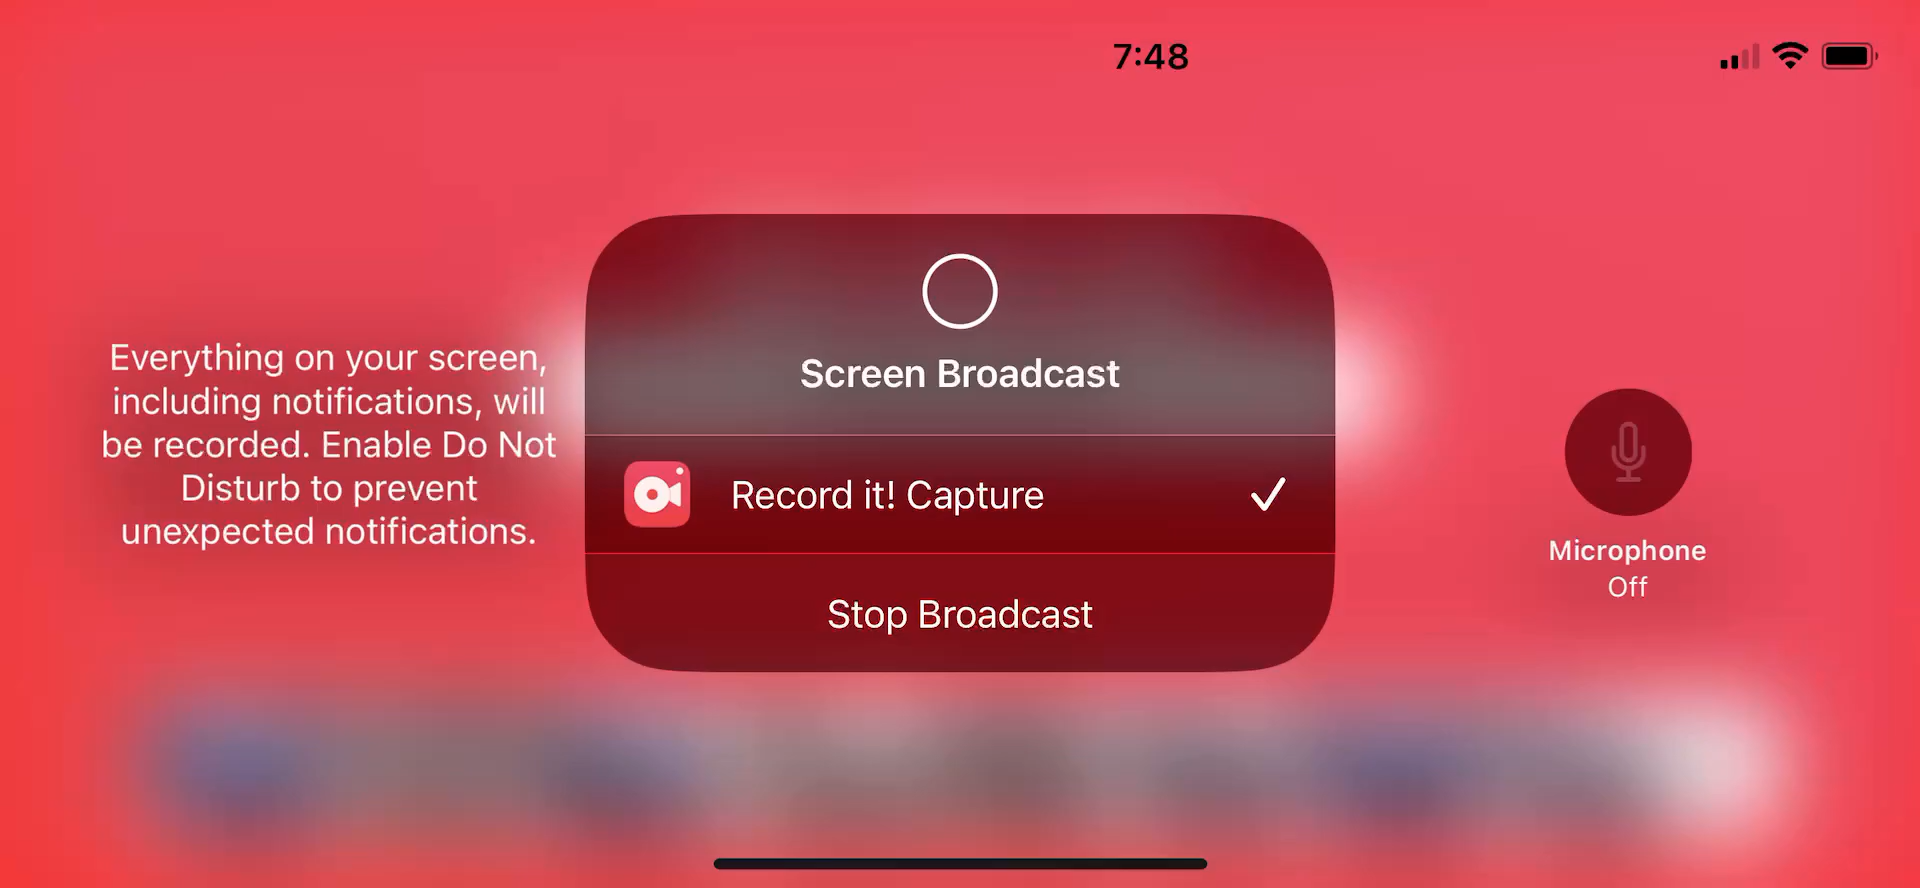 7:48
Everything on your screen,
including notifications, will
be recorded. Enable Do Not
Disturb to prevent
unexpected notifications.
Screen Broadcast
Record it! Capture
Stop Broadcast
Microphone
Off